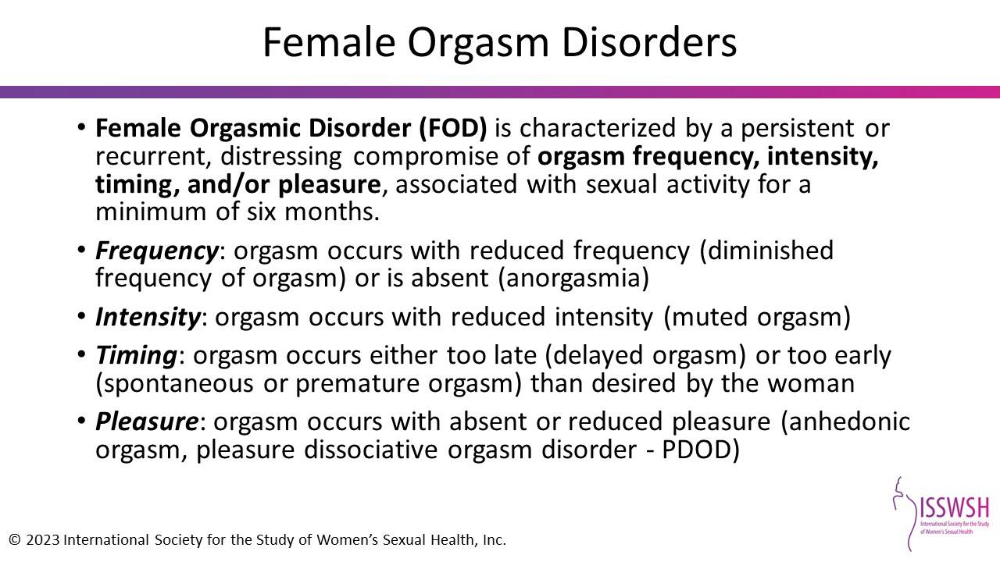 Female Orgasm Disorders
• Female Orgasmic Disorder (FOD) is characterized by a persistent or
recurrent, distressing compromise of orgasm frequency, intensity,
timing, and/or pleasure, associated with sexual activity for a
minimum of six months.
• Frequency: orgasm occurs with reduced frequency (diminished
frequency of orgasm) or is absent (anorgasmia)
• Intensity: orgasm occurs with reduced intensity (muted orgasm)
• Timing: orgasm occurs either too late (delayed orgasm) or too early
(spontaneous or premature orgasm) than desired by the woman
• Pleasure: orgasm occurs with absent or reduced pleasure (anhedonic
orgasm, pleasure dissociative orgasm disorder - PDOD)
ISSWSH
International Society for the Study
of Women's Sexual Health
© 2023 International Society for the Study of Women’s Sexual Health, Inc.